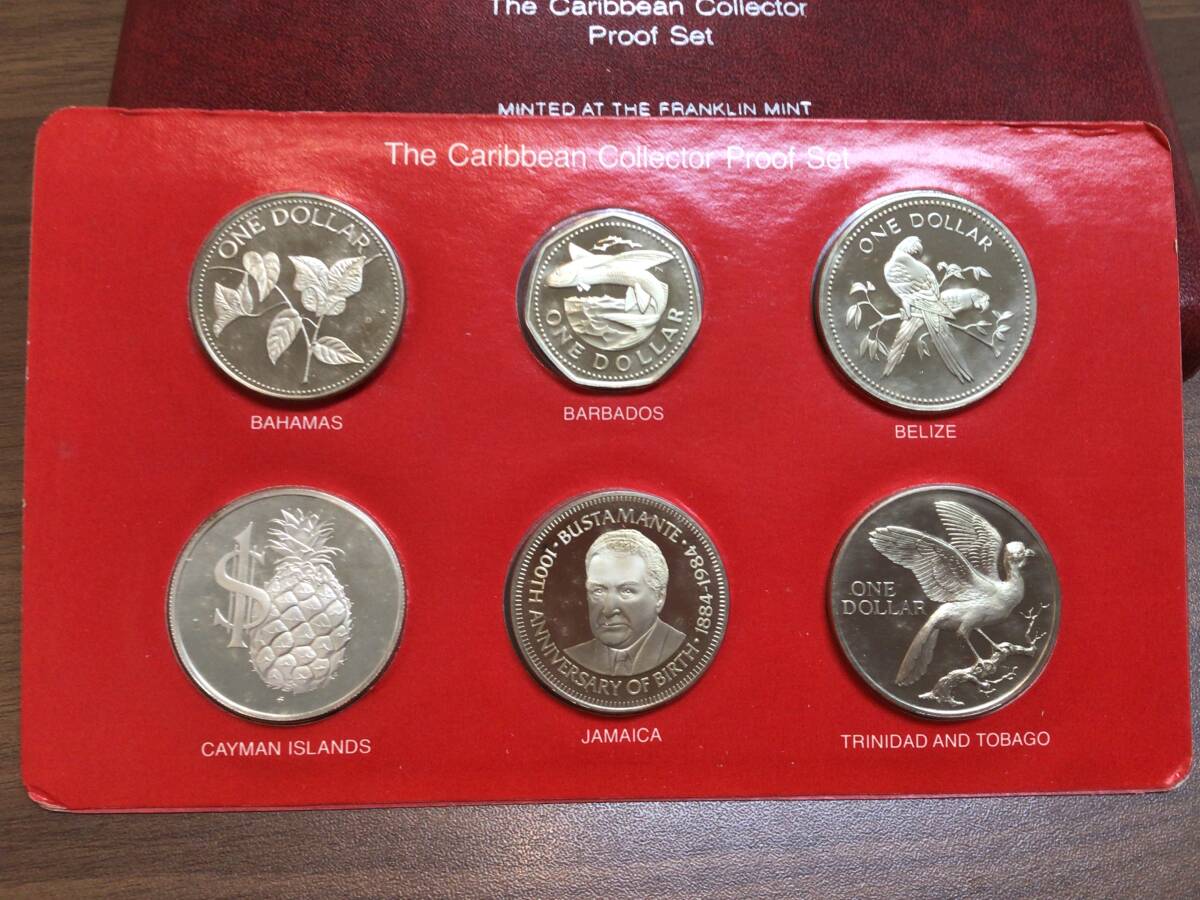 The Caribbean Collector
Proof Set
MINTED AT THE FRANKLIN MINT
The Caribbean Collector Proof Set
ONE DOLLAR
BAHAMAS
ONE DOLLAR
BARBADOS
ONE DOLLAR
BELIZE
$1
CAYMAN ISLANDS
BUSTAMANTE • 1884-1984 •
100TH ANNIVERSARY OF BIRTH •
JAMAICA
ONE
DOLLAR
TRINIDAD AND TOBAGO